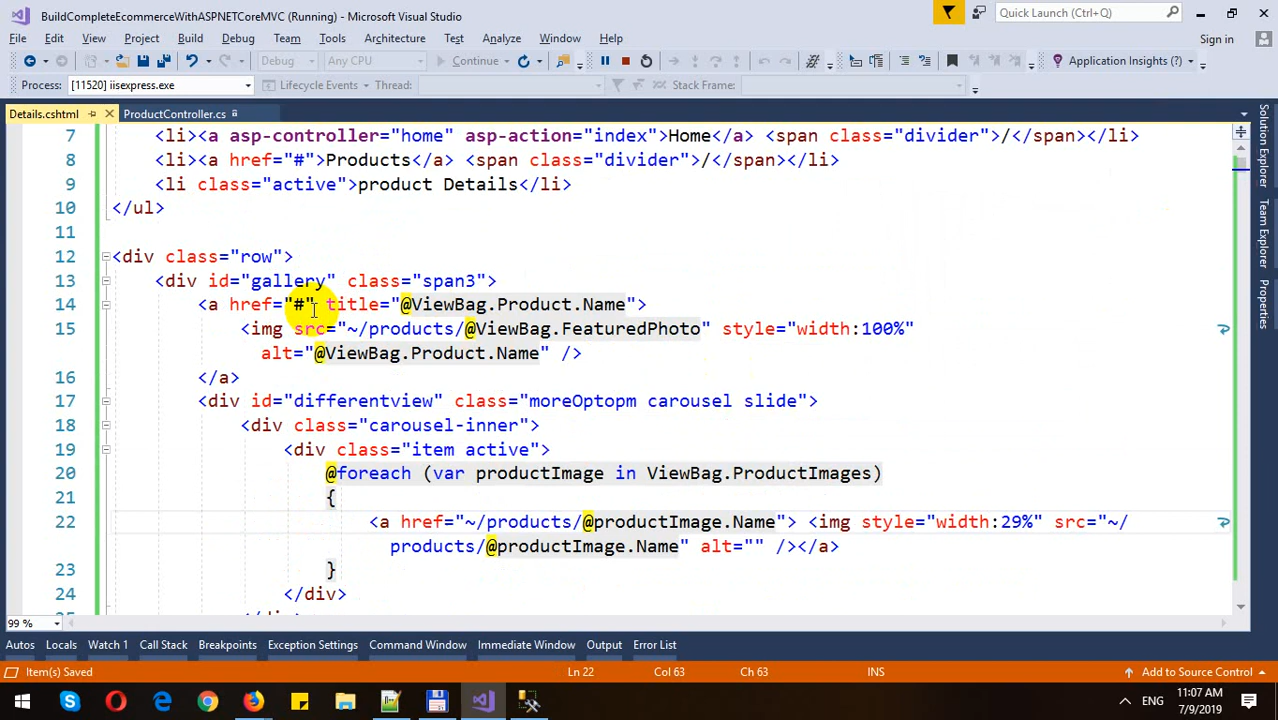 BuildCompleteEcommerceWithASPNETCoreMVC (Running) - Microsoft Visual Studio
Quick Launch (Ctrl+Q)
File Edit View Project Build Debug Team Tools Architecture Test Analyze Window Help
Sign in
Debug Any CPU Continue Application Insights
Process: [11520] iisexpress.exe Lifecycle Events Thread: Stack Frame:
Details.cshtml ProductController.cs
7 <li><a asp-controller="home" asp-action="index">Home</a> <span class="divider">/</span></li>
8 <li><a href="#">Products</a> <span class="divider">/</span></li>
9 <li class="active">product Details</li>
10 </ul>
11
12 <div class="row">
13 <div id="gallery" class="span3">
14 <a href="#" title="@ViewBag.Product.Name">
15 <img src="~/products/@ViewBag.FeaturedPhoto" style="width:100%"
alt="@ViewBag.Product.Name" />
16 </a>
17 <div id="differentview" class="moreOptopm carousel slide">
18 <div class="carousel-inner">
19 <div class="item active">
20 @foreach (var productImage in ViewBag.ProductImages)
21 {
22 <a href="~/products/@productImage.Name"> <img style="width:29%" src="~/
products/@productImage.Name" alt="" /></a>
23 }
24 </div>
Solution Explorer
Team Explorer
99 %
Autos Locals Watch 1 Call Stack Breakpoints Exception Settings Command Window Immediate Window Output Error List
Item(s) Saved Ln 22 Col 63 Ch 63 INS Add to Source Control
ENG
11:07 AM
7/9/2019